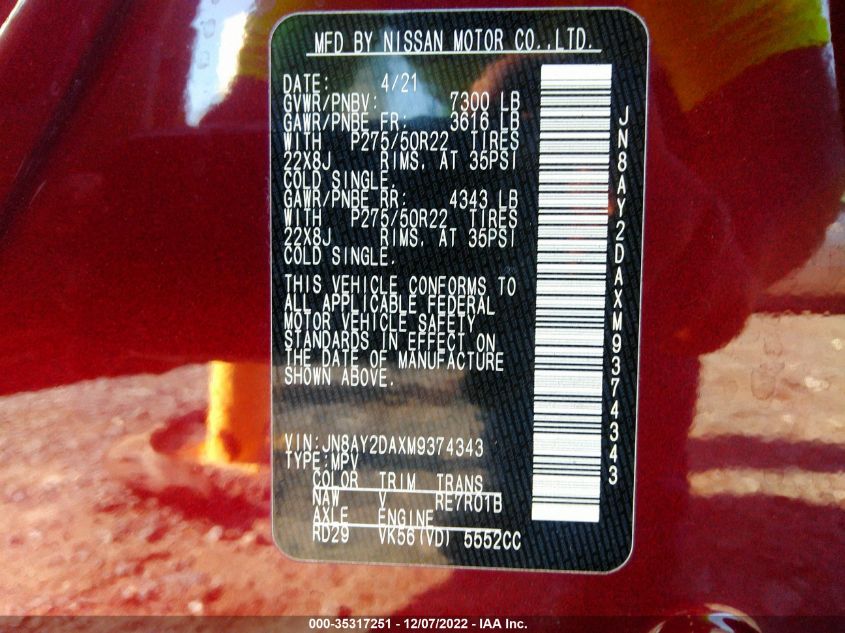 MFD BY NISSAN MOTOR CO.,LTD.
DATE: 4/21
GVWR/PNBV: 7300 LB
GAWR/PNBE FR: 3616 LB
WITH P275/50R22 TIRES
22X8J RIMS, AT 35PSI
COLD SINGLE.
GAWR/PNBE RR: 4343 LB
WITH P275/50R22 TIRES
22X8J RIMS, AT 35PSI
COLD SINGLE.
THIS VEHICLE CONFORMS TO
ALL APPLICABLE FEDERAL
MOTOR VEHICLE SAFETY
STANDARDS IN EFFECT ON
THE DATE OF MANUFACTURE
SHOWN ABOVE.
VIN:JN8AY2DAXM9374343
TYPE:MPV
COLOR TRIM TRANS
NAW V RE7R01B
AXLE ENGINE
RD29 VK56(VD) 5552CC
JN8AY2DAXM9374343
000-35317251 - 12/07/2022 - IAA Inc.